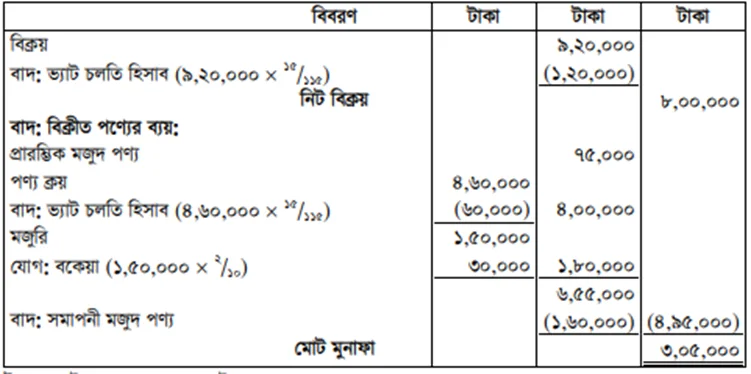 বিবরণ টাকা টাকা টাকা
বিক্রয় ৯,২০,০০০
বাদ: ভ্যাট চলতি হিসাব (৯,২০,০০০ × ১৫/১১৫) (১,২০,০০০)
নিট বিক্রয় ৮,০০,০০০
বাদ: বিক্রীত পণ্যের ব্যয়:
প্রারম্ভিক মজুদ পণ্য ৭৫,০০০
পণ্য ক্রয় ৪,৬০,০০০
বাদ: ভ্যাট চলতি হিসাব (৪,৬০,০০০ × ১৫/১১৫) (৬০,০০০) ৪,০০,০০০
মজুরি ১,৫০,০০০
যোগ: বকেয়া (১,৫০,০০০ × ২/১০) ৩০,০০০ ১,৮০,০০০
৬,৫৫,০০০
বাদ: সমাপনী মজুদ পণ্য (১,৬০,০০০) (৪,৯৫,০০০)
মোট মুনাফা ৩,০৫,০০০